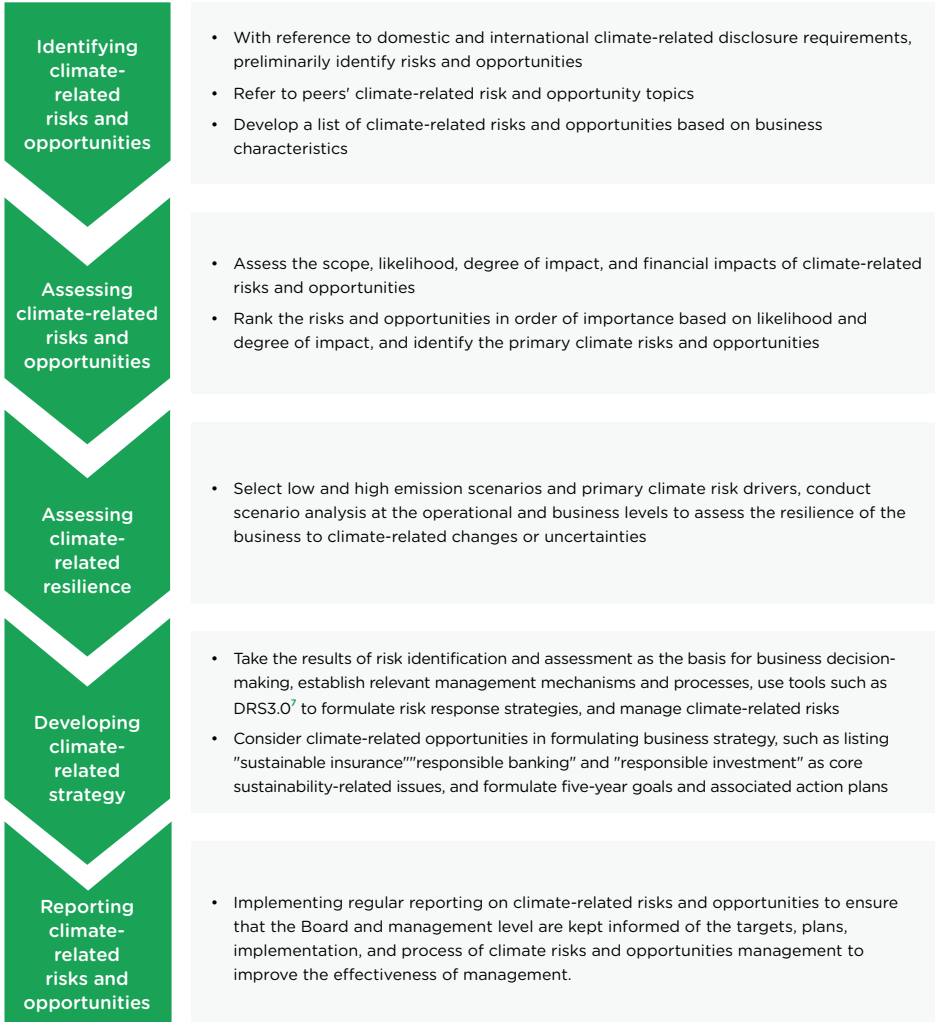 Identifying
climate-
related
risks and
opportunities
• With reference to domestic and international climate-related disclosure requirements,
preliminarily identify risks and opportunities
• Refer to peers' climate-related risk and opportunity topics
• Develop a list of climate-related risks and opportunities based on business
characteristics
Assessing
climate-related
risks and
opportunities
• Assess the scope, likelihood, degree of impact, and financial impacts of climate-related
risks and opportunities
• Rank the risks and opportunities in order of importance based on likelihood and
degree of impact, and identify the primary climate risks and opportunities
Assessing
climate-
related
resilience
• Select low and high emission scenarios and primary climate risk drivers, conduct
scenario analysis at the operational and business levels to assess the resilience of the
business to climate-related changes or uncertainties
Developing
climate-
related
strategy
• Take the results of risk identification and assessment as the basis for business decision-
making, establish relevant management mechanisms and processes, use tools such as
DRS3.0⁷ to formulate risk response strategies, and manage climate-related risks
• Consider climate-related opportunities in formulating business strategy, such as listing
"sustainable insurance""responsible banking" and "responsible investment" as core
sustainability-related issues, and formulate five-year goals and associated action plans
Reporting
climate-
related
risks and
opportunities
• Implementing regular reporting on climate-related risks and opportunities to ensure
that the Board and management level are kept informed of the targets, plans,
implementation, and process of climate risks and opportunities management to
improve the effectiveness of management.